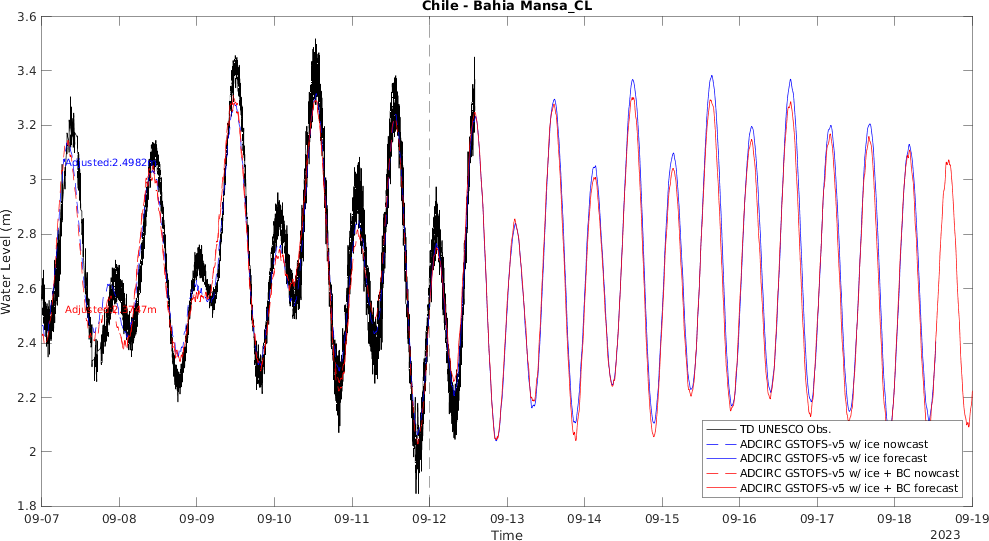 Chile - Bahia Mansa_CL
3.6
3.4
3.2
3
2.8
2.6
2.4
2.2
2
1.8
Water Level (m)
Adjusted:2.4982
Adjusted:
TD UNESCO Obs.
ADCIRC GSTOFS-v5 w/ ice nowcast
ADCIRC GSTOFS-v5 w/ ice forecast
ADCIRC GSTOFS-v5 w/ ice + BC nowcast
ADCIRC GSTOFS-v5 w/ ice + BC forecast
09-07 09-08 09-09 09-10 09-11 09-12 09-13 09-14 09-15 09-16 09-17 09-18 09-19
Time
2023